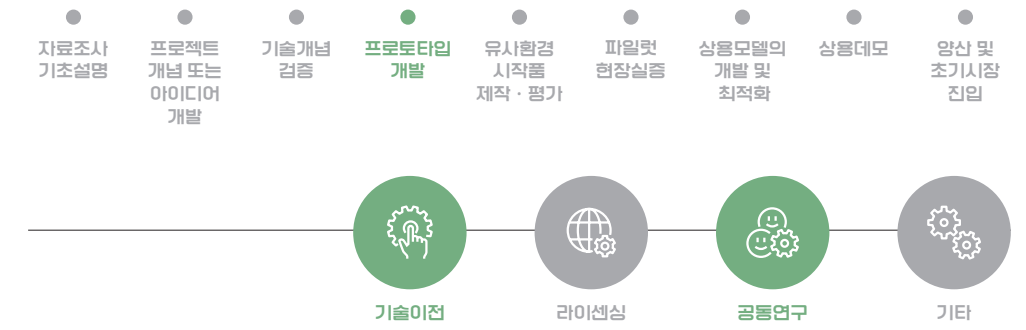 자료조사
기초설명
프로젝트
개념 또는
아이디어
개발
기술개념
검증
프로토타입
개발
유사환경
시작품
제작 · 평가
파일럿
현장실증
상용모델의
개발 및
최적화
상용데모
양산 및
초기시장
진입
기술이전
라이센싱
공동연구
기타